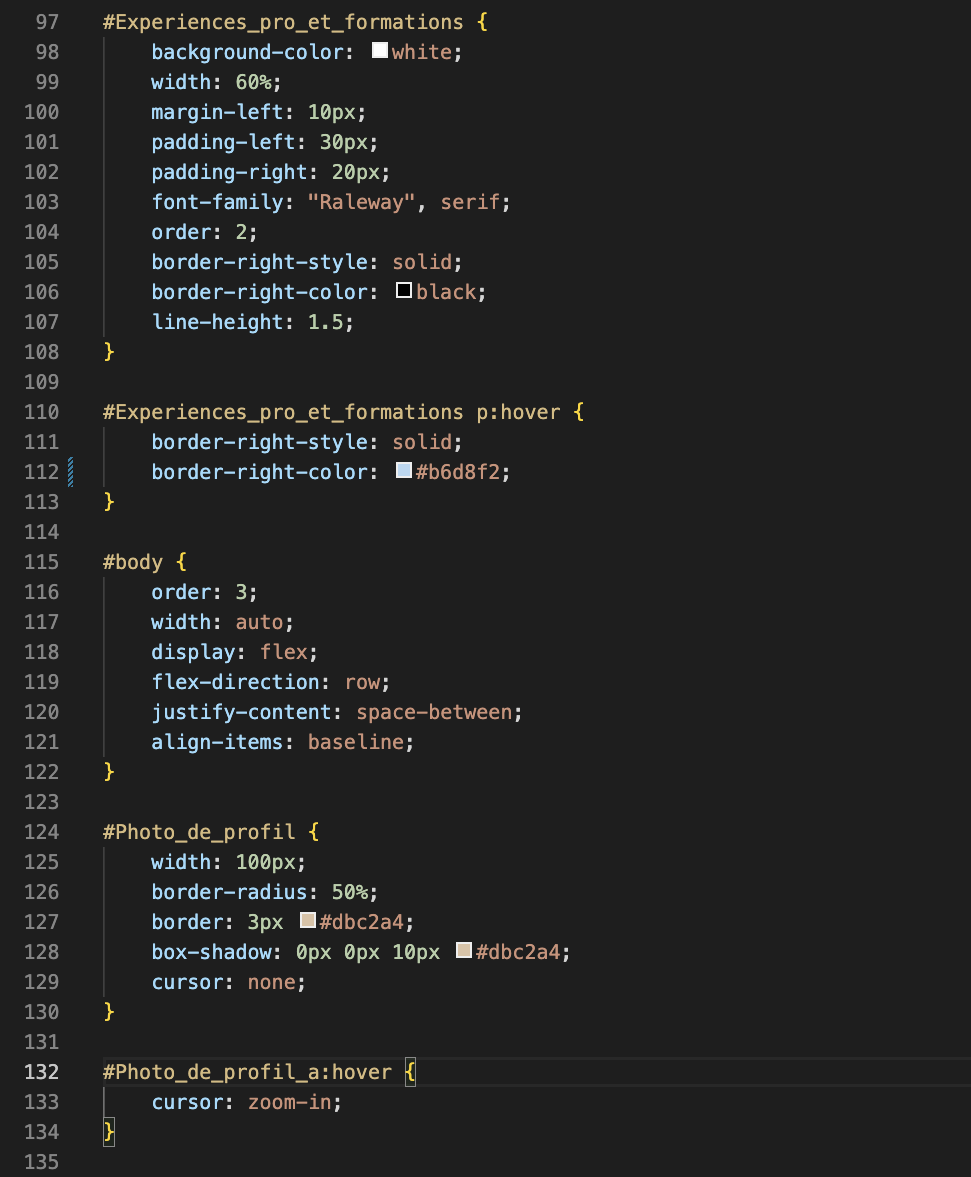 97 #Experiences_pro_et_formations {
98 background-color: white;
99 width: 60%;
100 margin-left: 10px;
101 padding-left: 30px;
102 padding-right: 20px;
103 font-family: "Raleway", serif;
104 order: 2;
105 border-right-style: solid;
106 border-right-color: black;
107 line-height: 1.5;
108 }
109
110 #Experiences_pro_et_formations p:hover {
111 border-right-style: solid;
112 border-right-color: #b6d8f2;
113 }
114
115 #body {
116 order: 3;
117 width: auto;
118 display: flex;
119 flex-direction: row;
120 justify-content: space-between;
121 align-items: baseline;
122 }
123
124 #Photo_de_profil {
125 width: 100px;
126 border-radius: 50%;
127 border: 3px #dbc2a4;
128 box-shadow: 0px 0px 10px #dbc2a4;
129 cursor: none;
130 }
131
132 #Photo_de_profil_a:hover {
133 cursor: zoom-in;
134 }
135